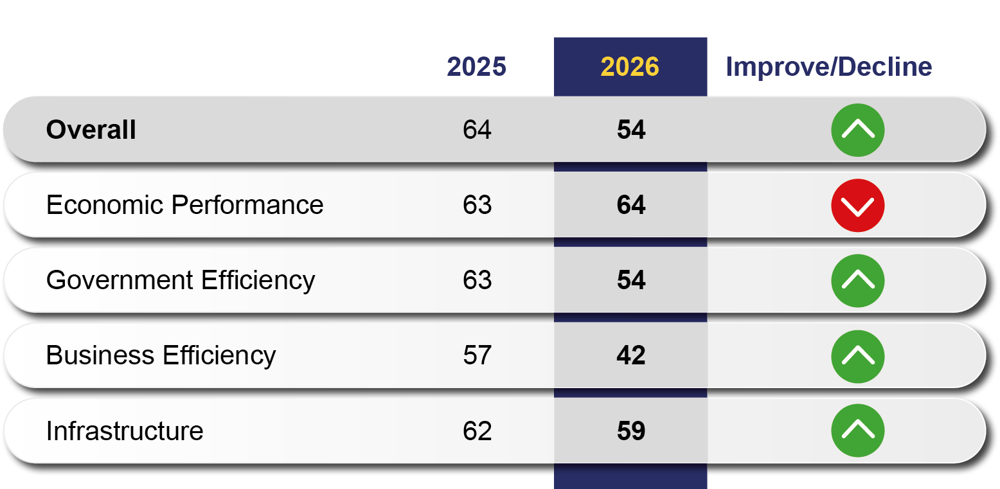 2025 2026 Improve/Decline
Overall 64 54
Economic Performance 63 64
Government Efficiency 63 54
Business Efficiency 57 42
Infrastructure 62 59